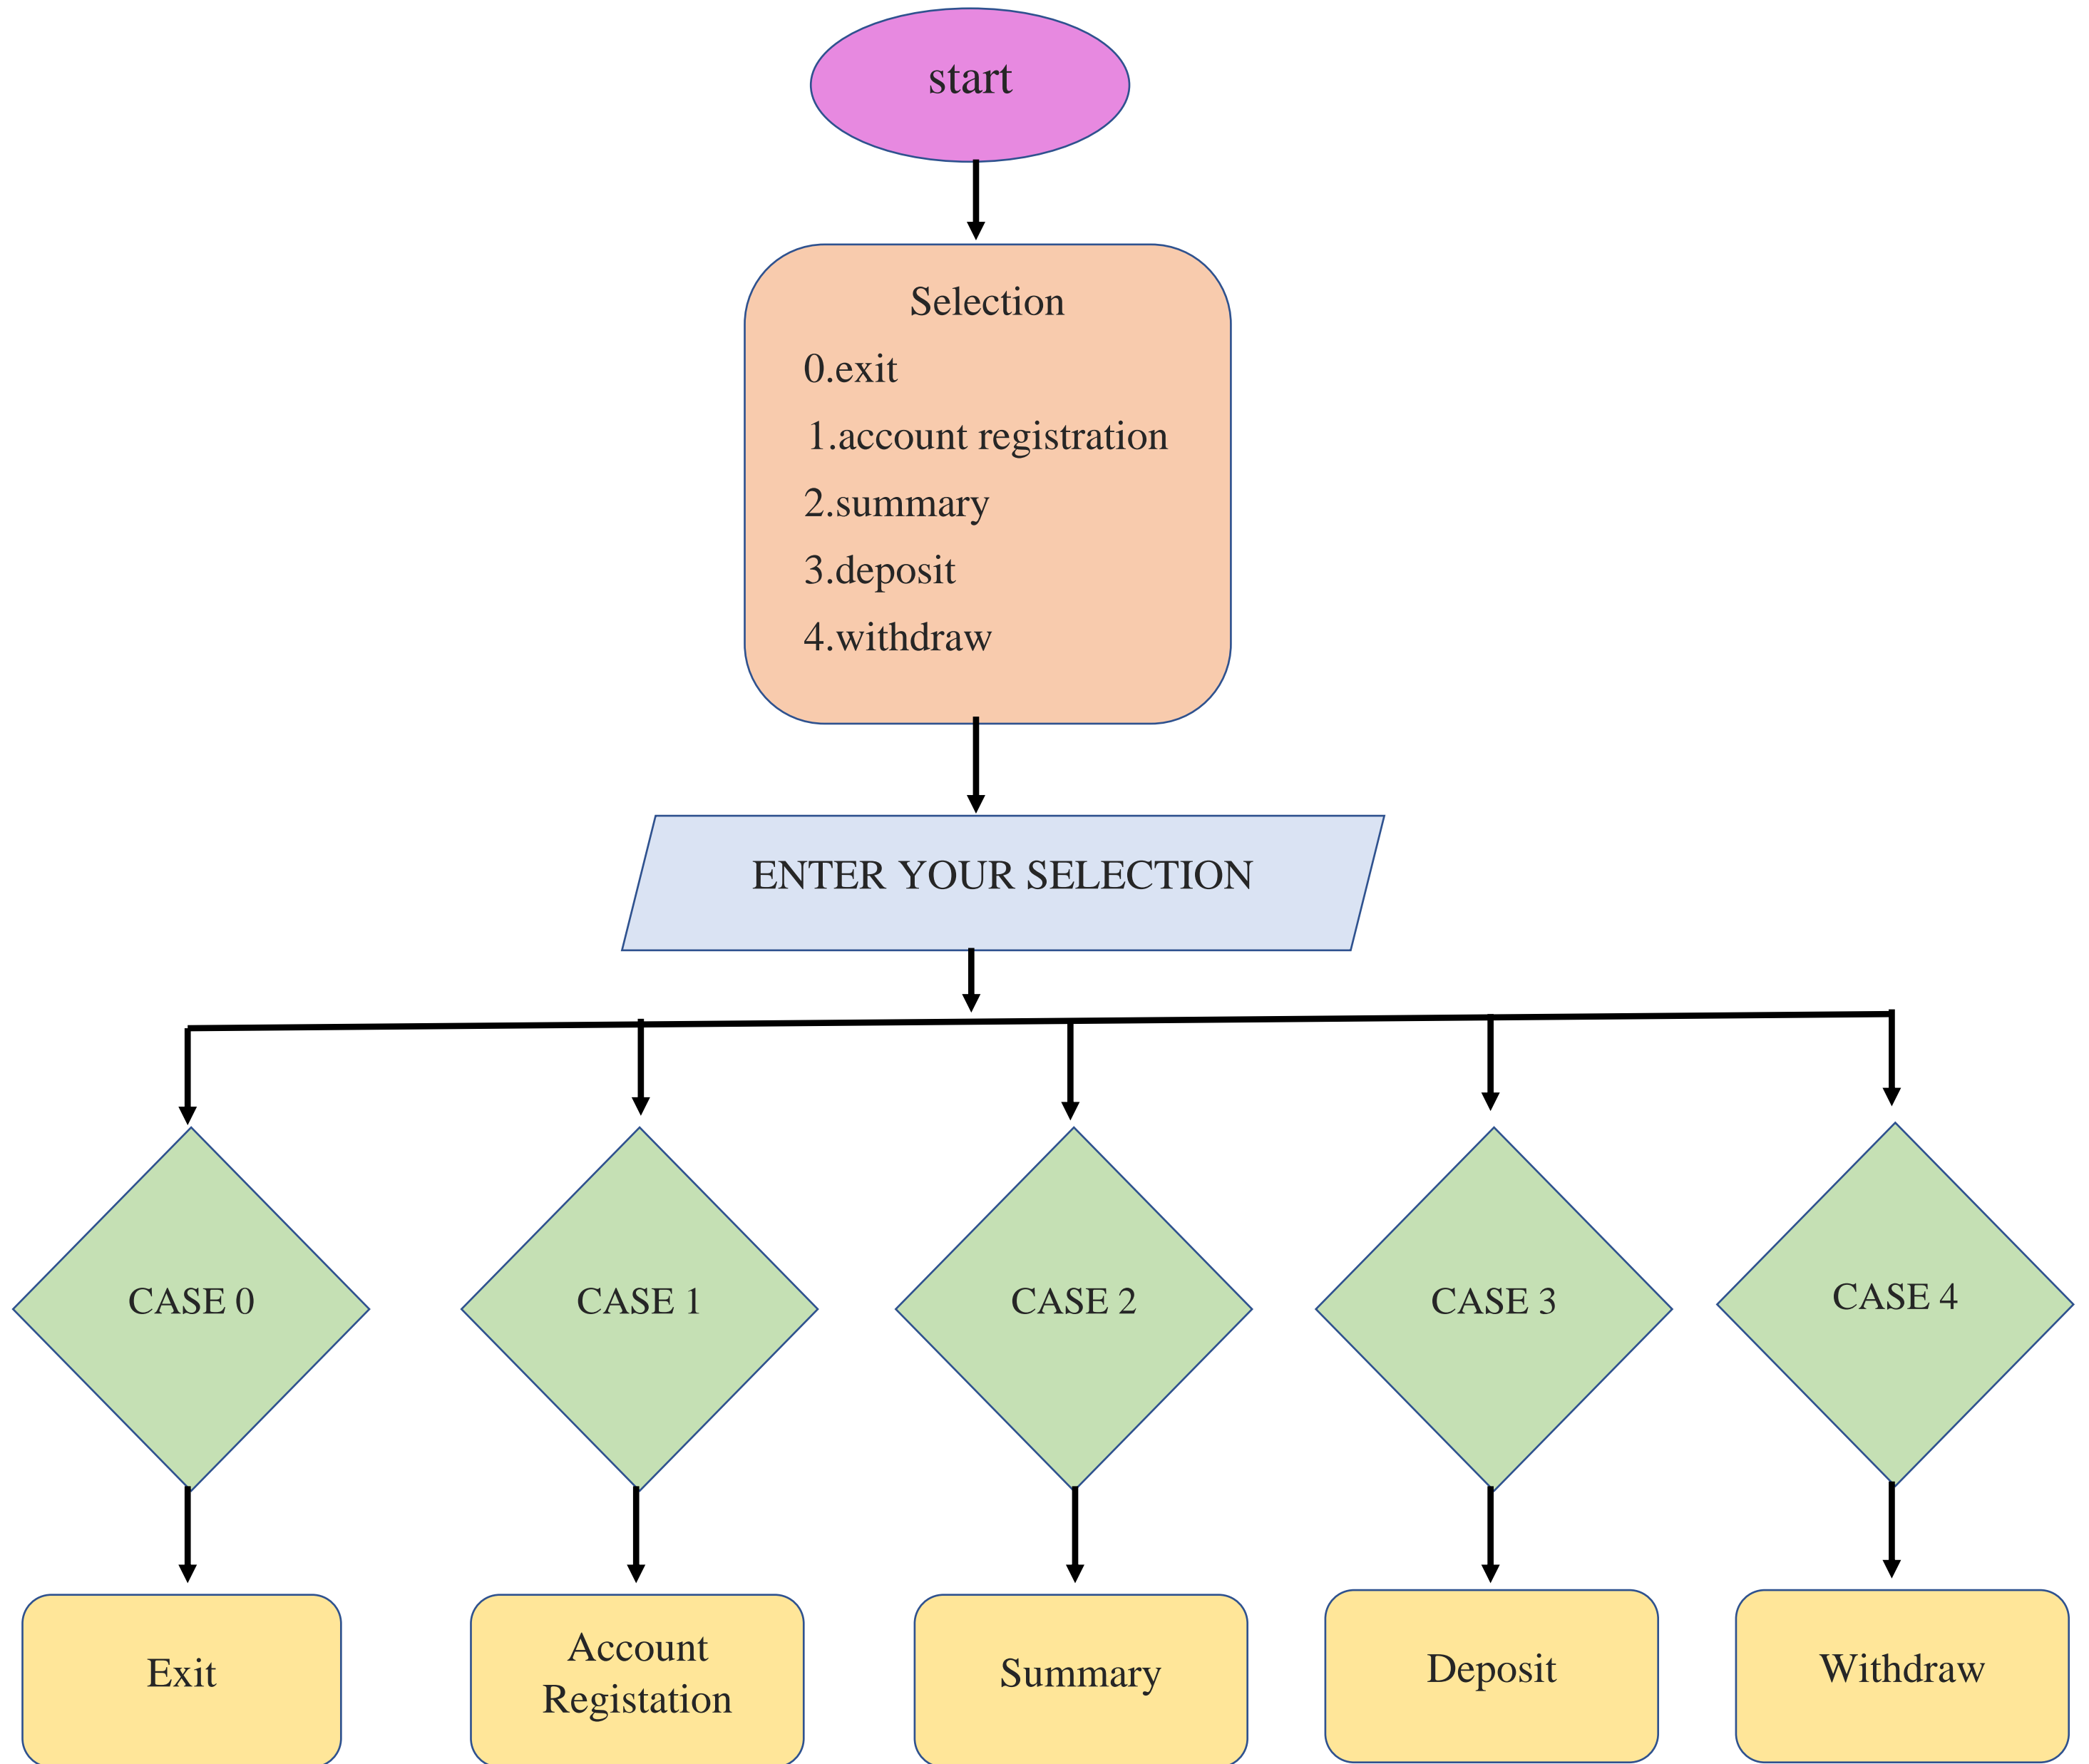 start
Selection
0.exit
1.account registration
2.summary
3.deposit
4.withdraw
ENTER YOUR SELECTION
CASE 0
CASE 1
CASE 2
CASE 3
CASE 4
Exit
Account
Registation
Summary
Deposit
Withdraw